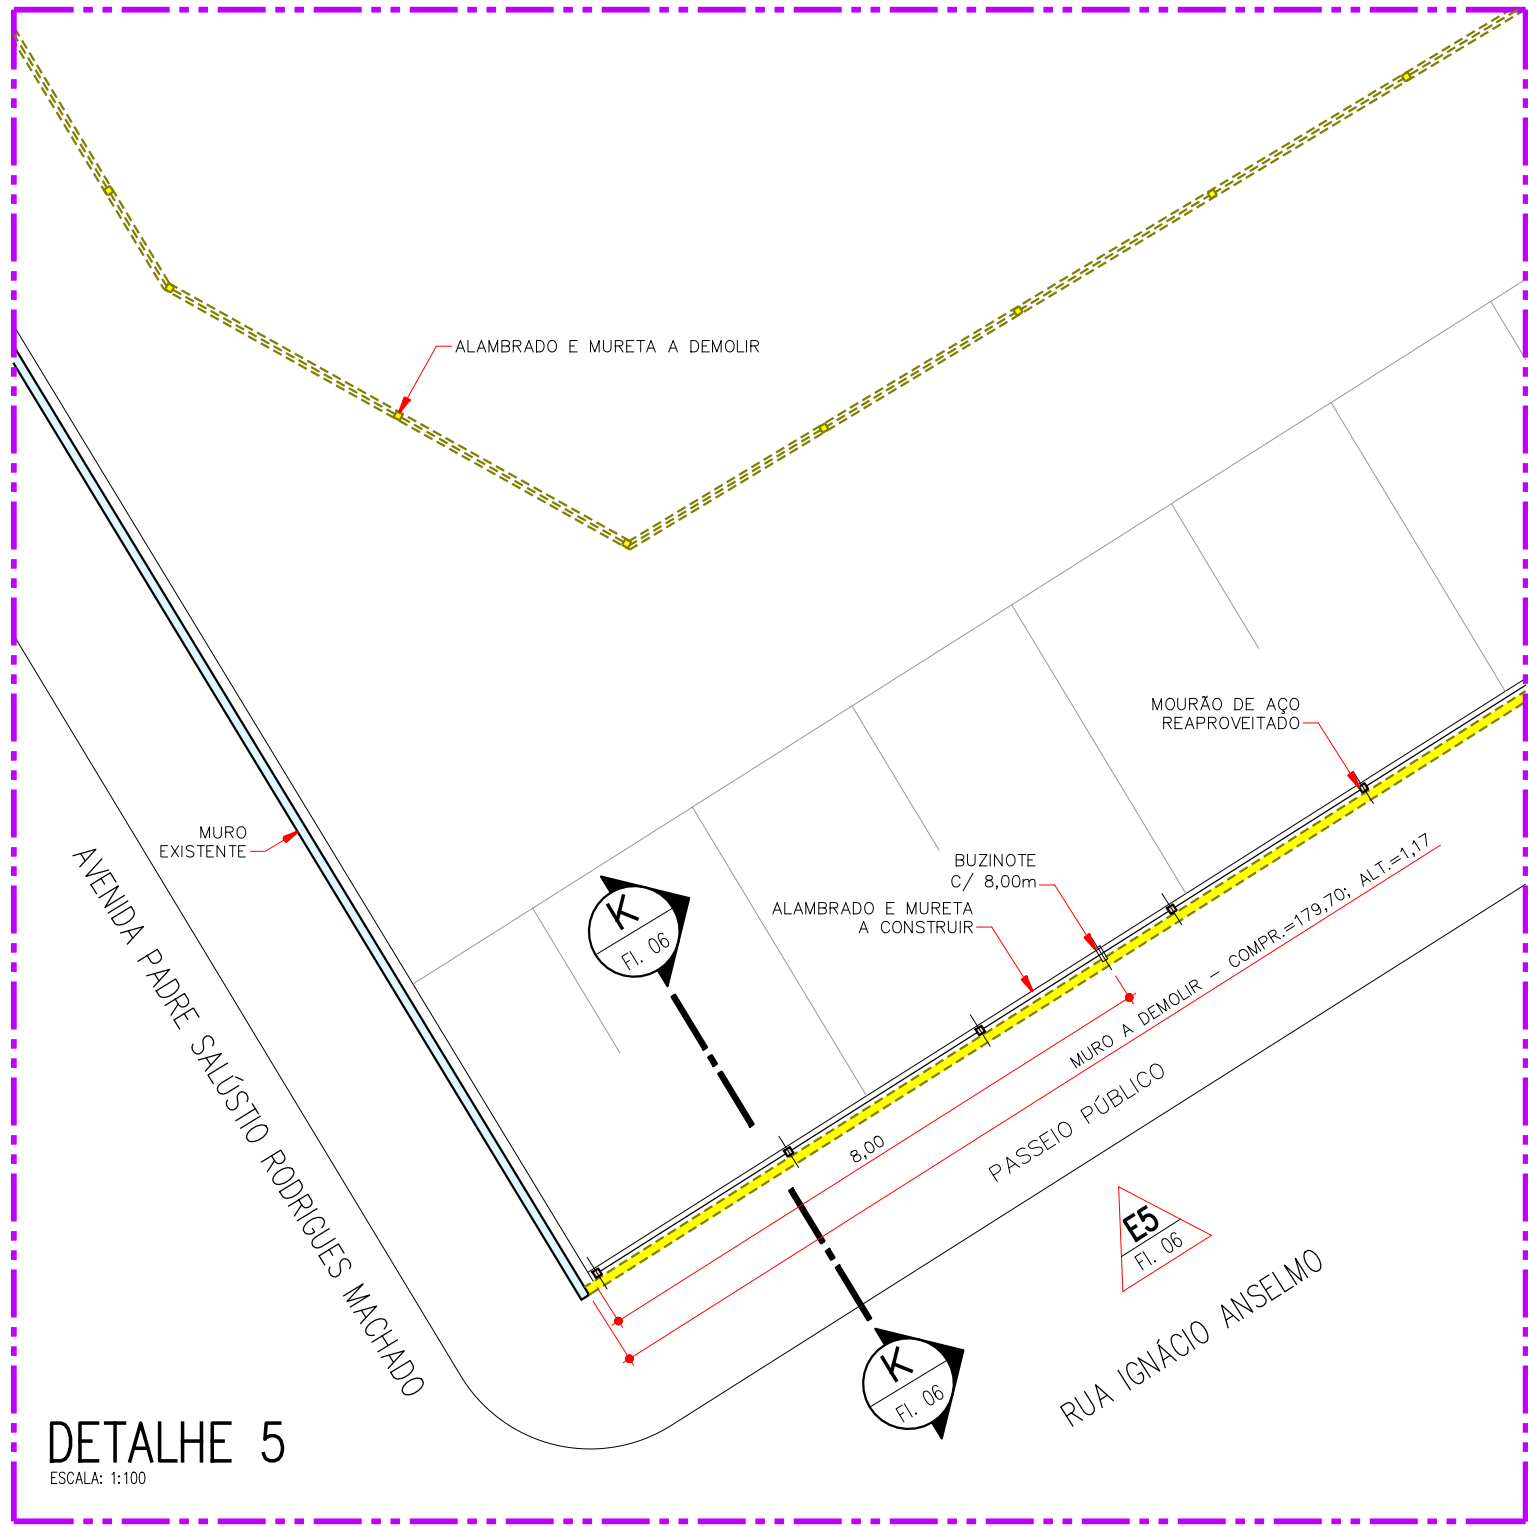 ALAMBRADO E MURETA A DEMOLIR
MOURÃO DE AÇO
REAPROVEITADO
MURO
EXISTENTE
BUZINOTE
C/ 8,00m
ALAMBRADO E MURETA
A CONSTRUIR
K
Fl. 06
MURO A DEMOLIR - COMPR.=179,70; ALT.=1,17
8,00
PASSEIO PÚBLICO
AVENIDA PADRE SALÚSTIO RODRIGUES MACHADO
E5
Fl. 06
RUA IGNÁCIO ANSELMO
K
Fl. 06
DETALHE 5
ESCALA: 1:100